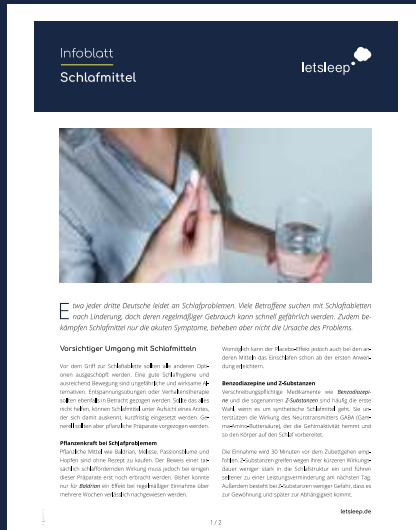 Infoblatt
Schlafmittel
letsleep
Etwa jeder dritte Deutsche leidet an Schlafproblemen. Viele Betroffene suchen mit Schlaftabletten
nach Linderung, doch deren regelmäßiger Gebrauch kann schnell gefährlich werden. Zudem be-
kämpfen Schlafmittel nur die akuten Symptome, beheben aber nicht die Ursache des Problems.
Vorsichtiger Umgang mit Schlafmitteln
Vor dem Griff zur Schlaftablette sollten alle anderen Opti-
onen ausgeschöpft werden. Eine gute Schlafhygiene und
ausreichend Bewegung sind ungefährliche und wirksame Al-
ternativen. Entspannungsübungen oder Verhaltenstherapie
sollten ebenfalls in Betracht gezogen werden. Sollte das alles
nicht helfen, können Schlafmittel unter Aufsicht eines Arztes,
der sich damit auskennt, kurzfristig eingesetzt werden. Ge-
nerell sollten aber pflanzliche Präparate vorgezogen werden.
Pflanzenkraft bei Schlafproblemen
Pflanzliche Mittel wie Baldrian, Melisse, Passionsblume und
Hopfen sind ohne Rezept zu kaufen. Der Beweis einer tat-
sächlich schlaffördernden Wirkung muss jedoch bei einigen
dieser Präparate erst noch erbracht werden. Bisher konnte
nur für Baldrian ein Effekt bei regelmäßiger Einnahme über
mehrere Wochen verlässlich nachgewiesen werden.
Womöglich kann der Placebo-Effekt jedoch auch bei den an-
deren Mitteln das Einschlafen schon ab der ersten Anwen-
dung erleichtern.
Benzodiazepine und Z-Substanzen
Verschreibungspflichtige Medikamente wie Benzodiazepi-
ne und die sogenannten Z-Substanzen sind häufig die erste
Wahl, wenn es um synthetische Schlafmittel geht. Sie un-
terstützen die Wirkung des Neurotransmitters GABA (Gam-
ma-Amino-Buttersäure), der die Gehirnaktivität hemmt und
so den Körper auf den Schlaf vorbereitet.
Die Einnahme wird 30 Minuten vor dem Zubettgehen emp-
fohlen. Z-Substanzen greifen wegen ihrer kürzeren Wirkungs-
dauer weniger stark in die Schlafstruktur ein und führen
seltener zu einer Leistungsverminderung am nächsten Tag.
Außerdem besteht bei Z-Substanzen weniger Gefahr, dass es
zur Gewöhnung und später zur Abhängigkeit kommt.
letsleep.de
1 / 2